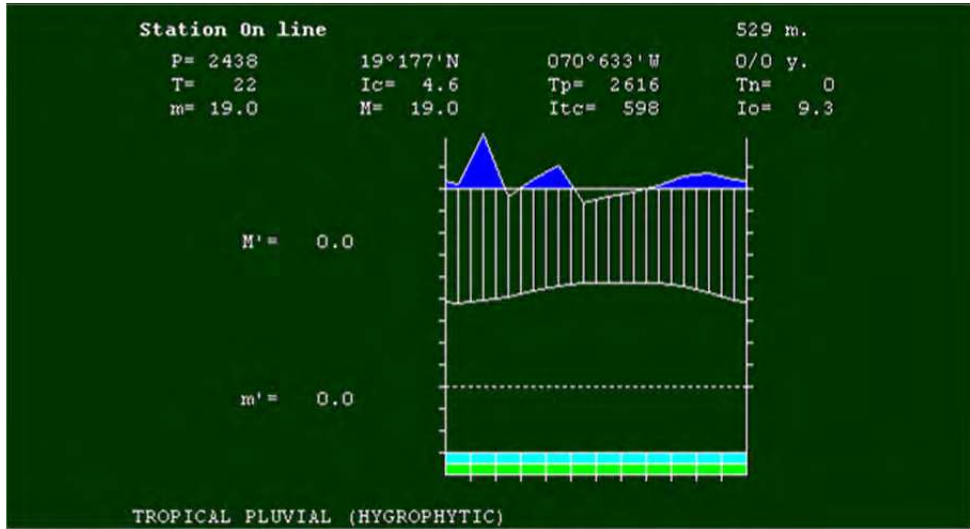 Station On line 529 m.
P= 2438 19°177'N 070°633'W 0/0 y.
T= 22 Ic= 4.6 Tp= 2616 Tn= 0
m= 19.0 M= 19.0 Itc= 598 Io= 9.3
M'= 0.0
m'= 0.0
TROPICAL PLUVIAL (HYGROPHYTIC)